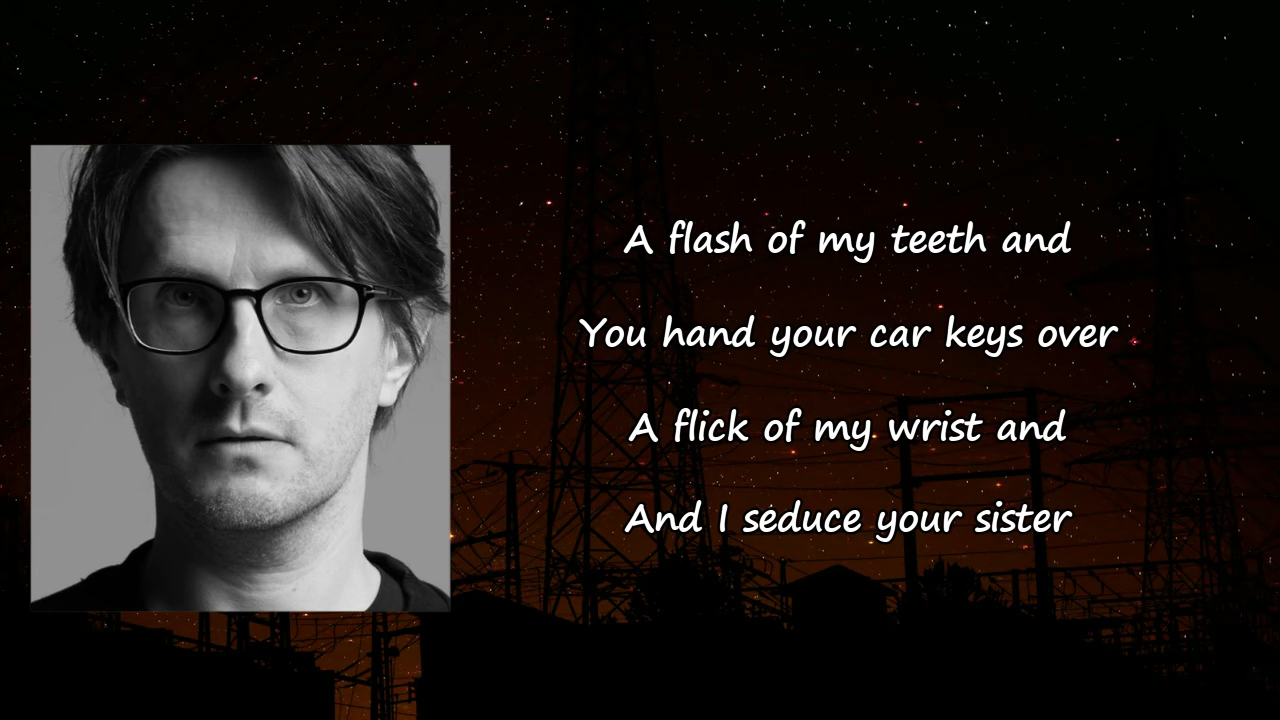 A flash of my teeth and
You hand your car keys over
A flick of my wrist and
And I seduce your sister